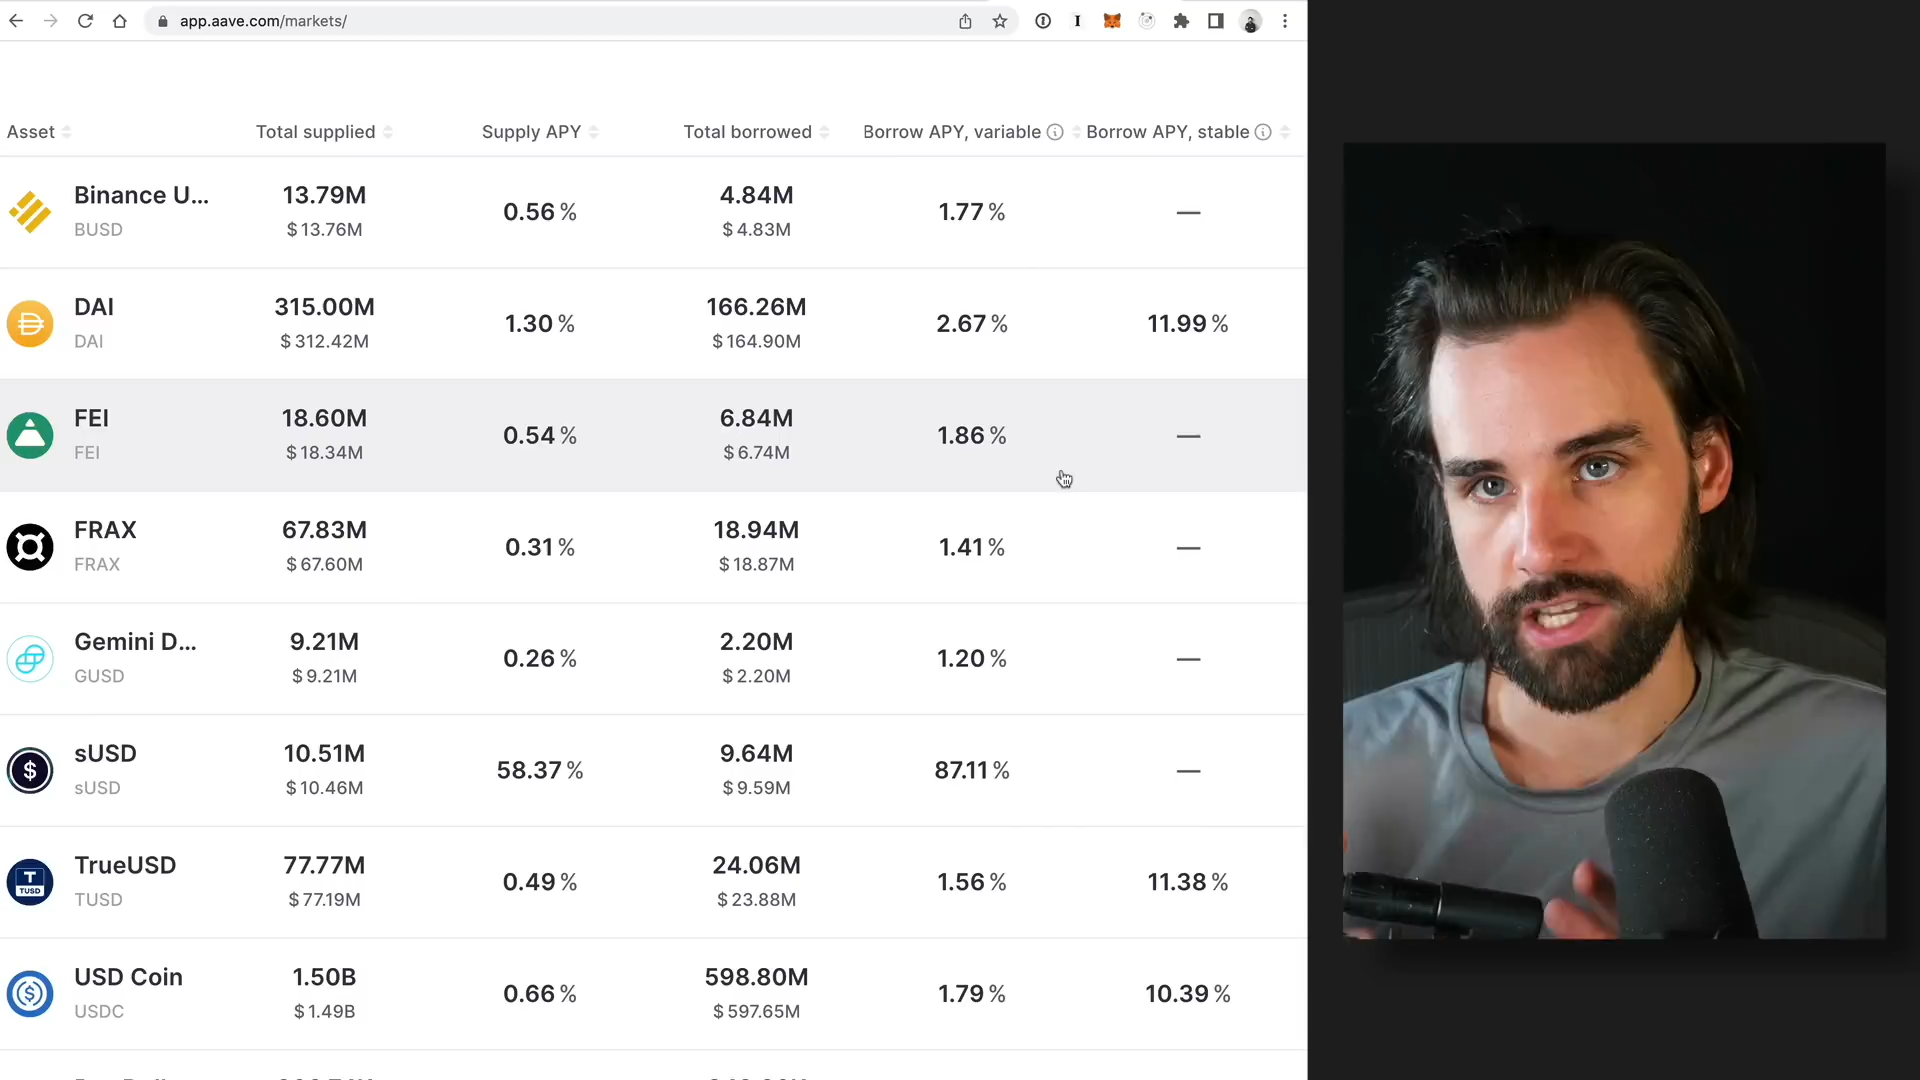 app.aave.com/markets/
Asset Total supplied Supply APY Total borrowed Borrow APY, variable Borrow APY, stable
Binance U... 13.79M 4.84M
0.56 % 1.77 % —
BUSD $ 13.76M $ 4.83M
DAI 315.00M 166.26M
1.30 % 2.67 % 11.99 %
DAI $ 312.42M $ 164.90M
FEI 18.60M 6.84M
0.54 % 1.86 % —
FEI $ 18.34M $ 6.74M
FRAX 67.83M 18.94M
0.31 % 1.41 % —
FRAX $ 67.60M $ 18.87M
Gemini D... 9.21M 2.20M
0.26 % 1.20 % —
GUSD $ 9.21M $ 2.20M
sUSD 10.51M 9.64M
$ 58.37 % 87.11 % —
sUSD $ 10.46M $ 9.59M
TrueUSD 77.77M 24.06M
T
TUSD 0.49 % 1.56 % 11.38 %
TUSD $ 77.19M $ 23.88M
USD Coin 1.50B 598.80M
$ 0.66 % 1.79 % 10.39 %
USDC $ 1.49B $ 597.65M